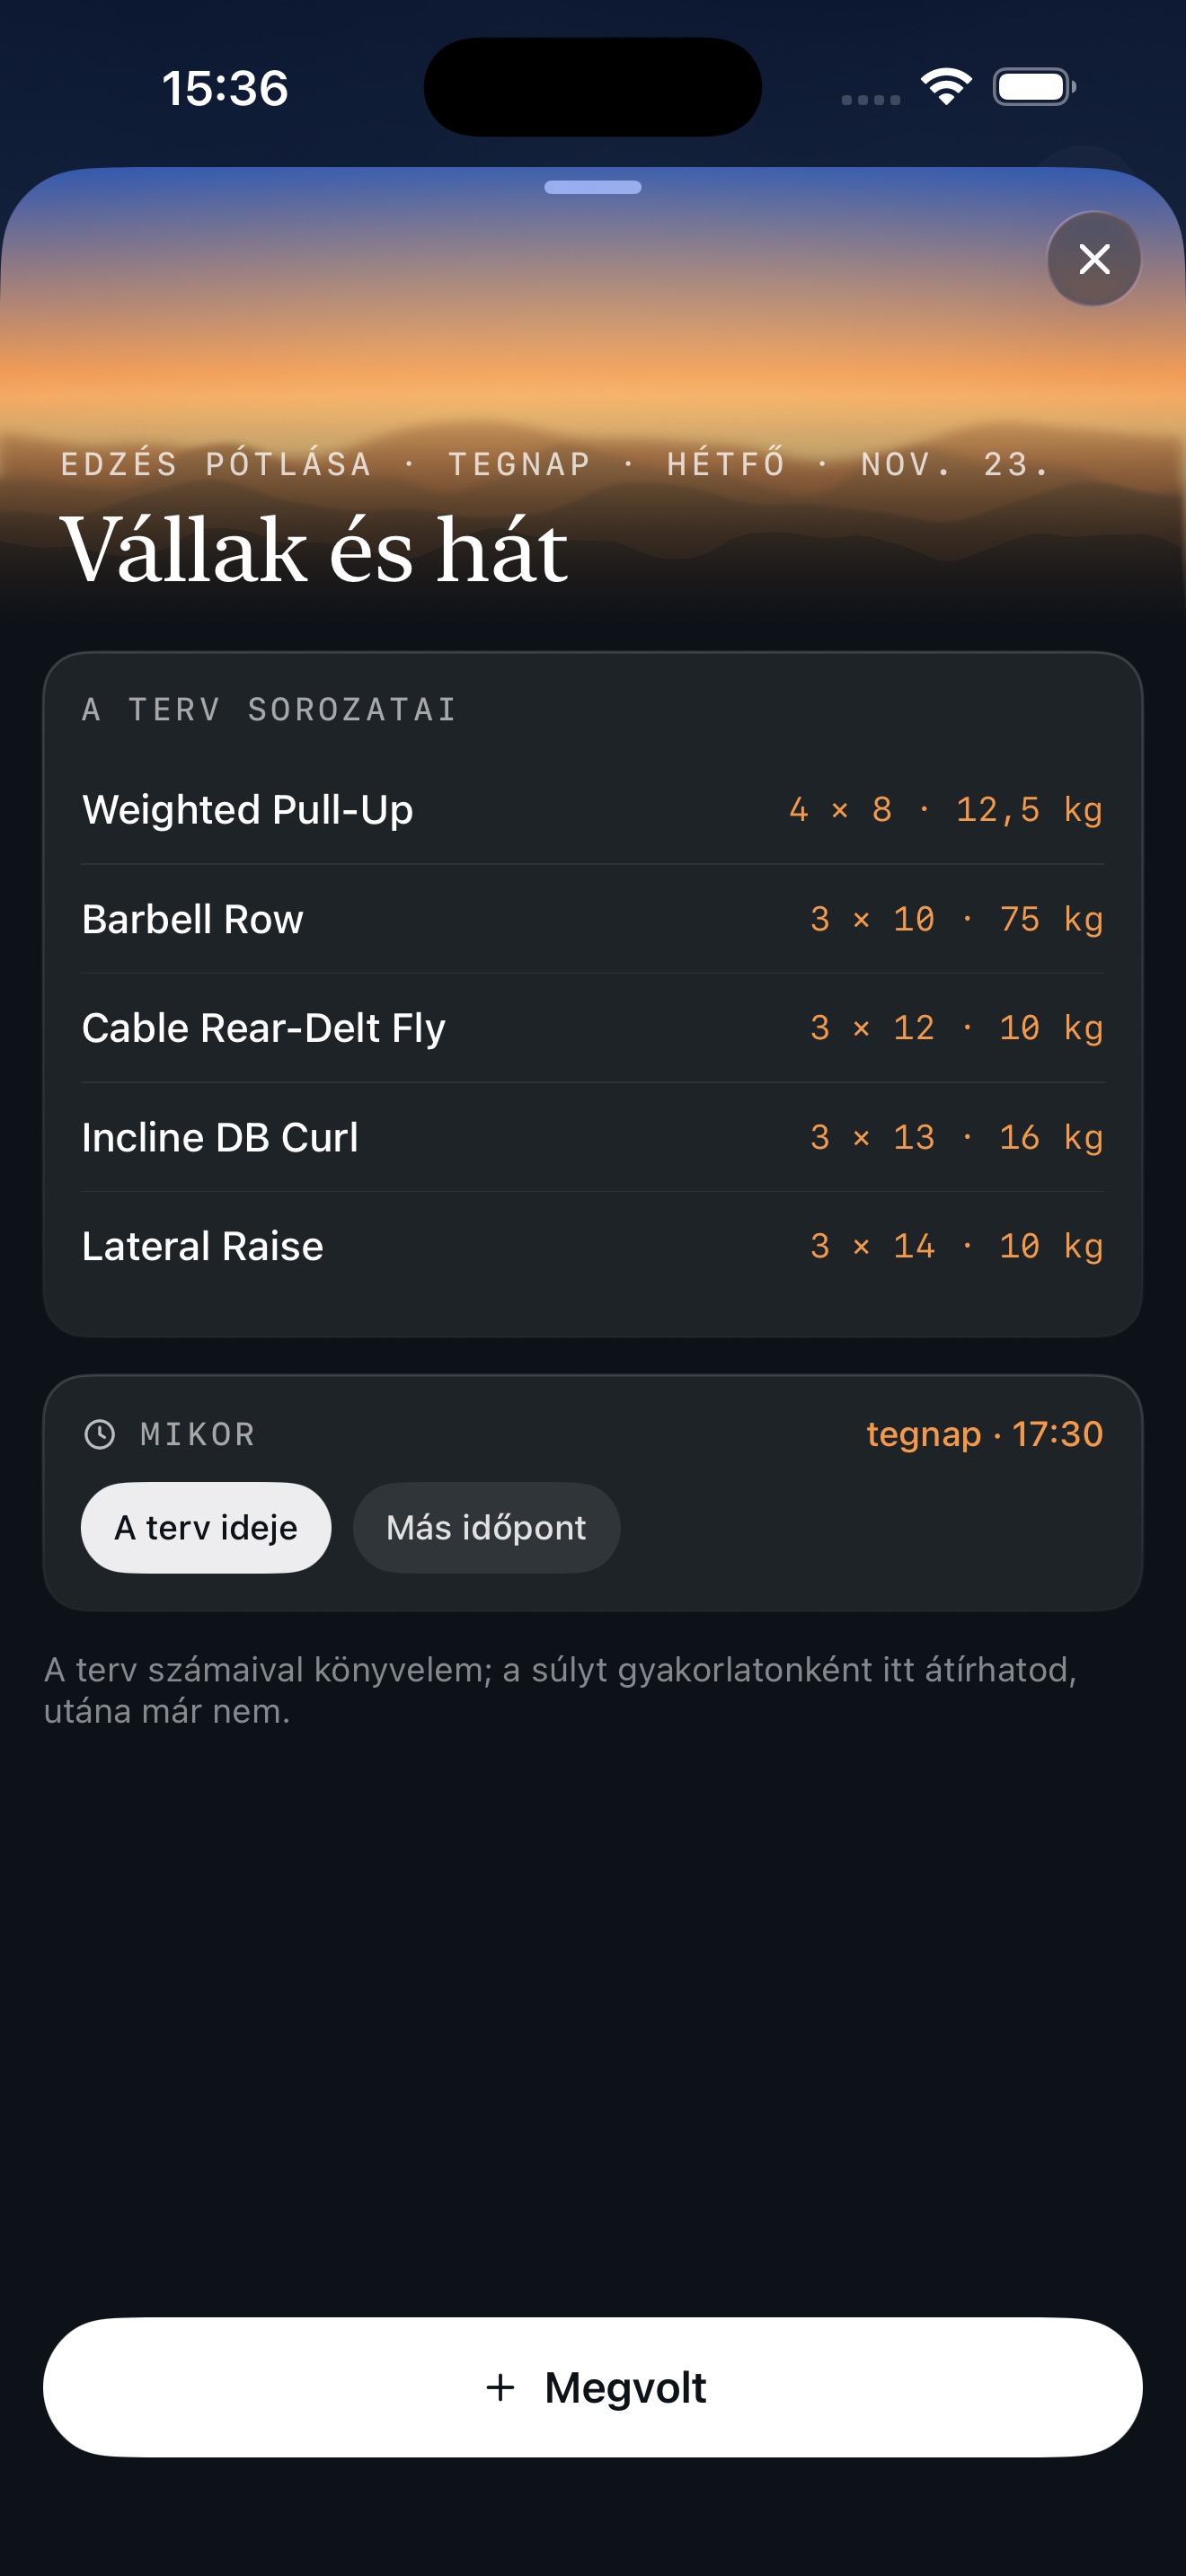 15:36
EDZÉS PÓTLÁSA · TEGNAP · HÉTFŐ · NOV. 23.
Vállak és hát
A TERV SOROZATAI
Weighted Pull-Up 4 × 8 · 12,5 kg
Barbell Row 3 × 10 · 75 kg
Cable Rear-Delt Fly 3 × 12 · 10 kg
Incline DB Curl 3 × 13 · 16 kg
Lateral Raise 3 × 14 · 10 kg
MIKOR tegnap · 17:30
A terv ideje Más időpont
A terv számaival könyvelem; a súlyt gyakorlatonként itt átírhatod,
utána már nem.
+ Megvolt